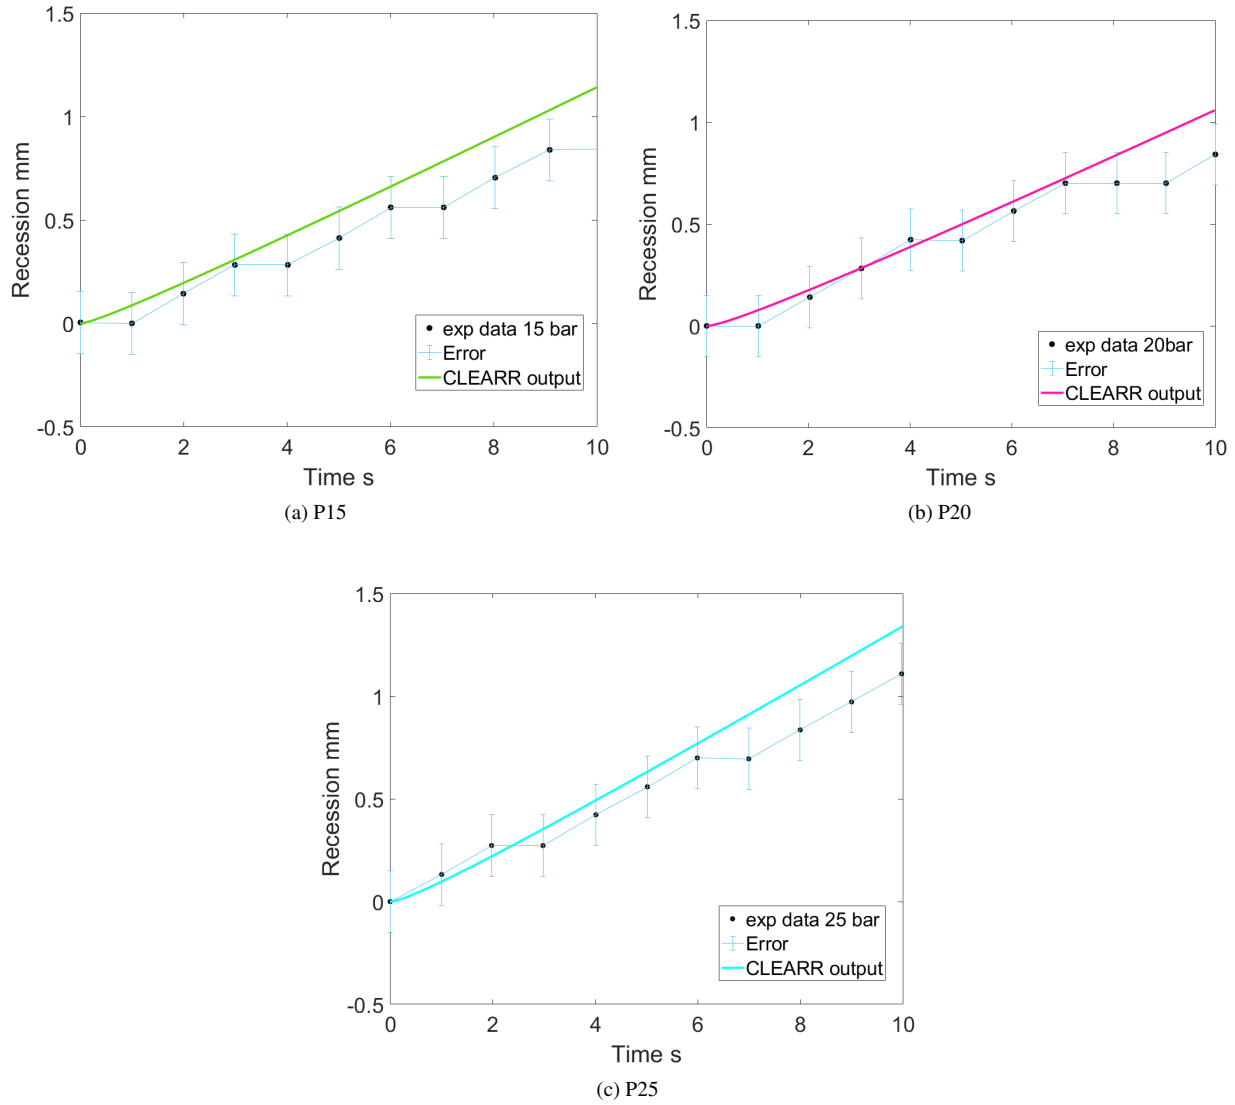 1.5
1
0.5
0
-0.5
Recession mm
0 2 4 6 8 10
Time s
exp data 15 bar
Error
CLEARR output
(a) P15
1.5
1
0.5
0
-0.5
Recession mm
0 2 4 6 8 10
Time s
exp data 20bar
Error
CLEARR output
(b) P20
1.5
1
0.5
0
-0.5
Recession mm
0 2 4 6 8 10
Time s
exp data 25 bar
Error
CLEARR output
(c) P25